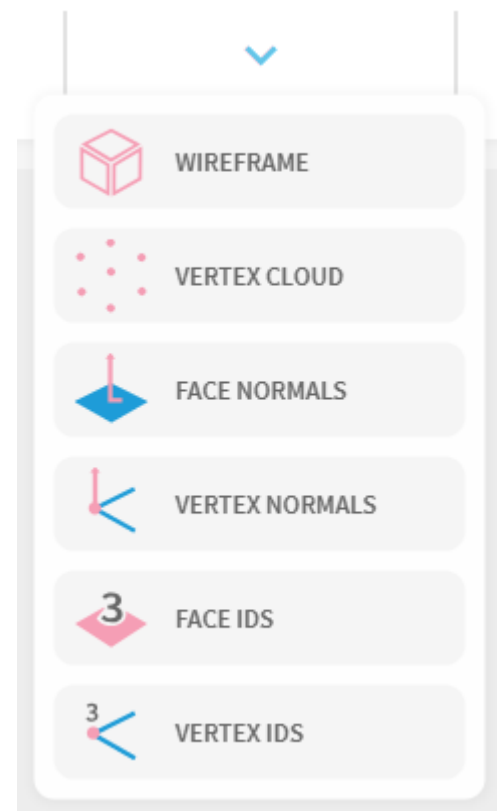 WIREFRAME
VERTEX CLOUD
FACE NORMALS
VERTEX NORMALS
3
FACE IDS
3
VERTEX IDS